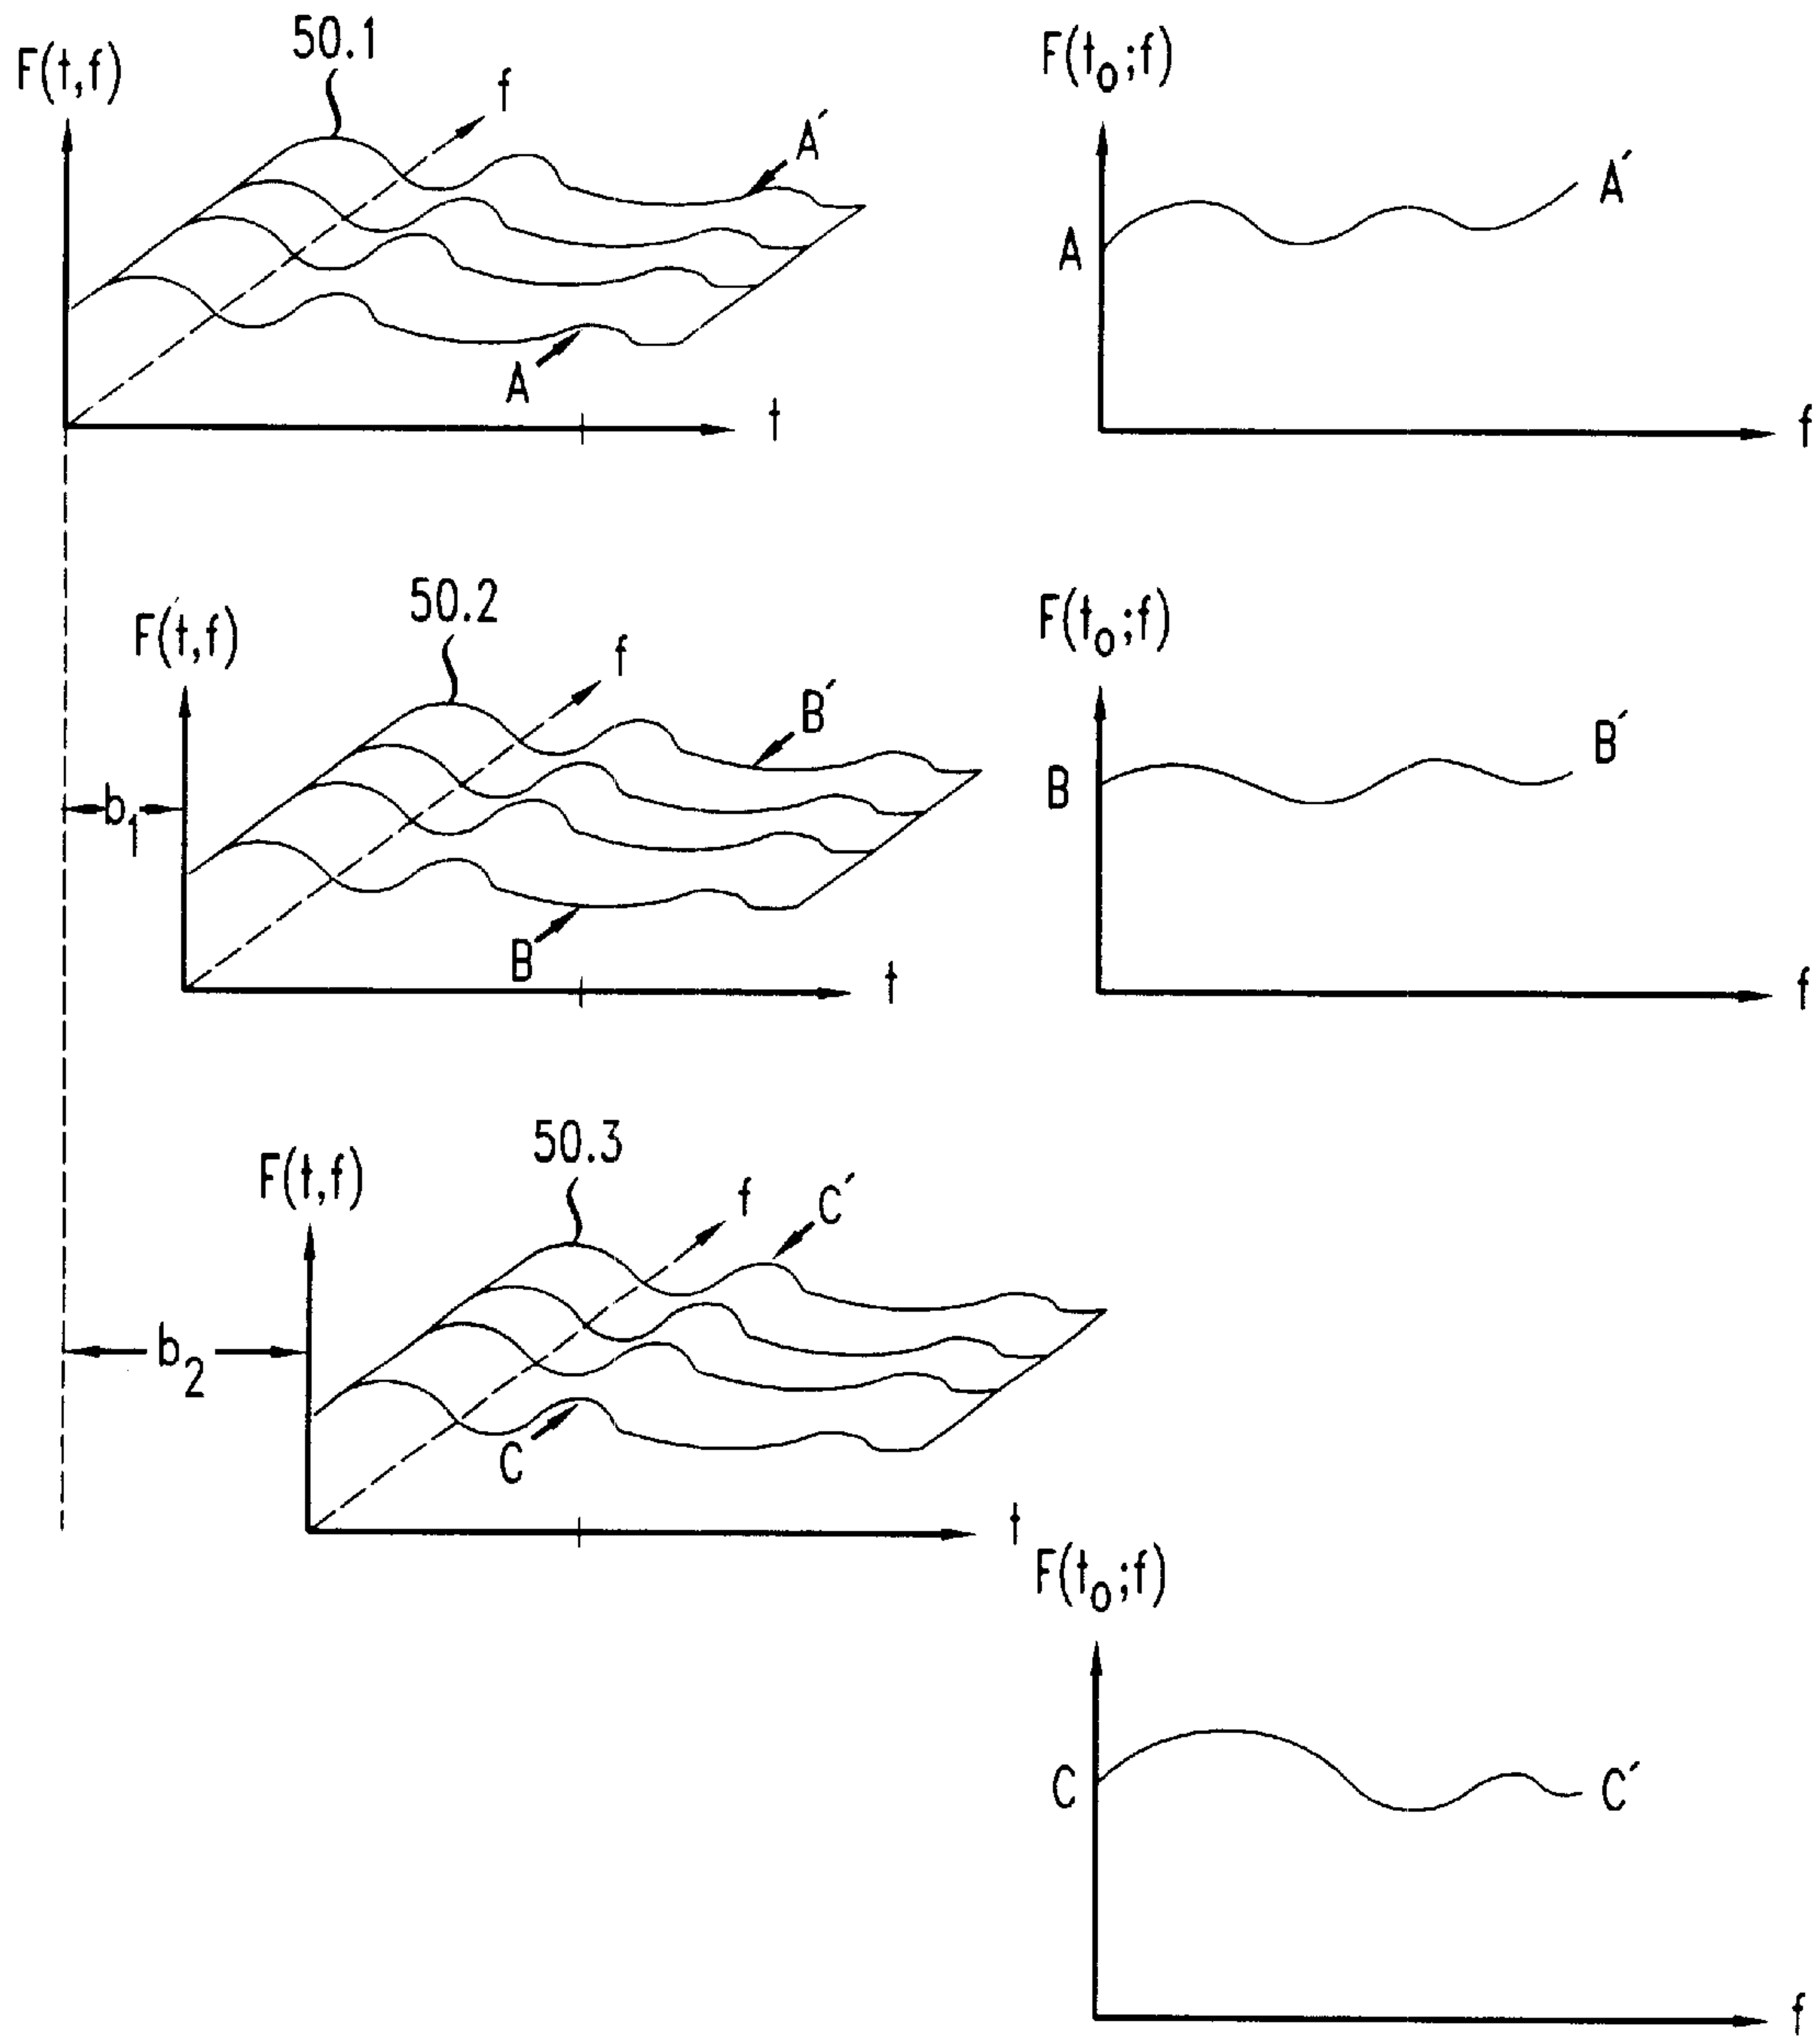 50.1
F(t,f)
f
A′
A
t
F(t₀;f)
A
A′
f
50.2
F(t,f)
f
B′
b₁
B
t
F(t₀;f)
B
B′
f
50.3
F(t,f)
f
C′
b₂
C
t
F(t₀;f)
C
C′
f